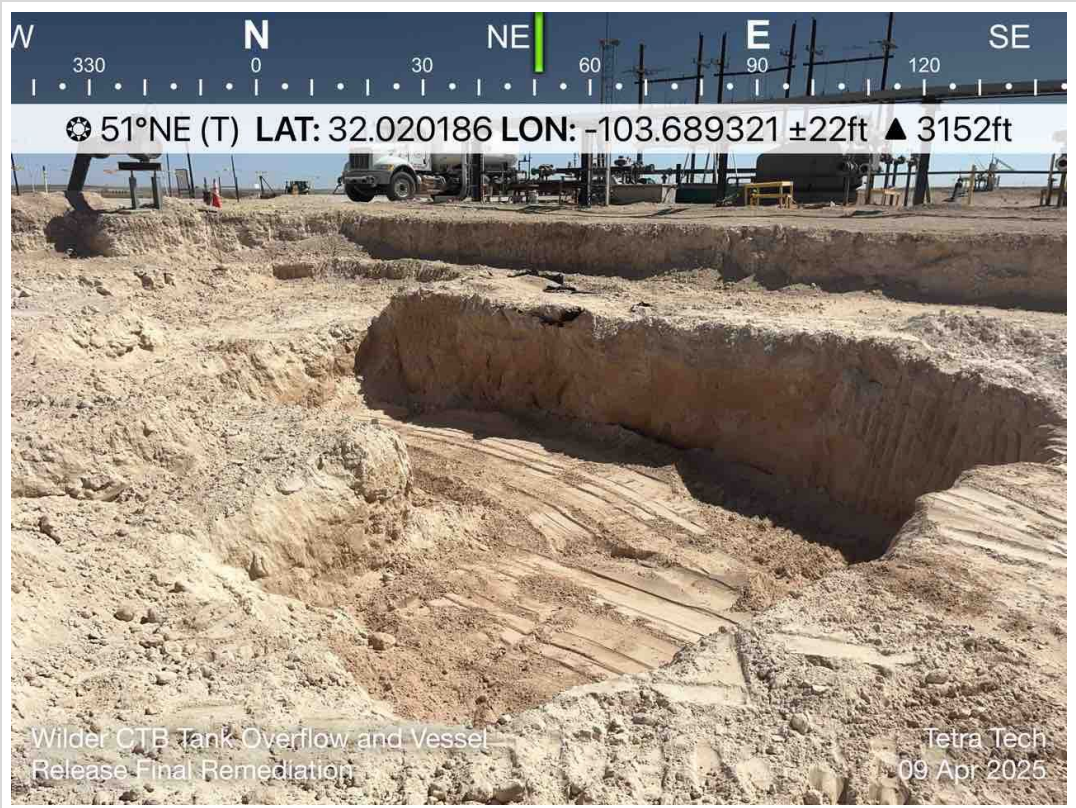 W N NE E SE
330 0 30 60 90 120
51°NE (T) LAT: 32.020186 LON: -103.689321 ±22ft ▲ 3152ft
Wilder CTB Tank Overflow and Vessel
Release Final Remediation
Tetra Tech
09 Apr 2025